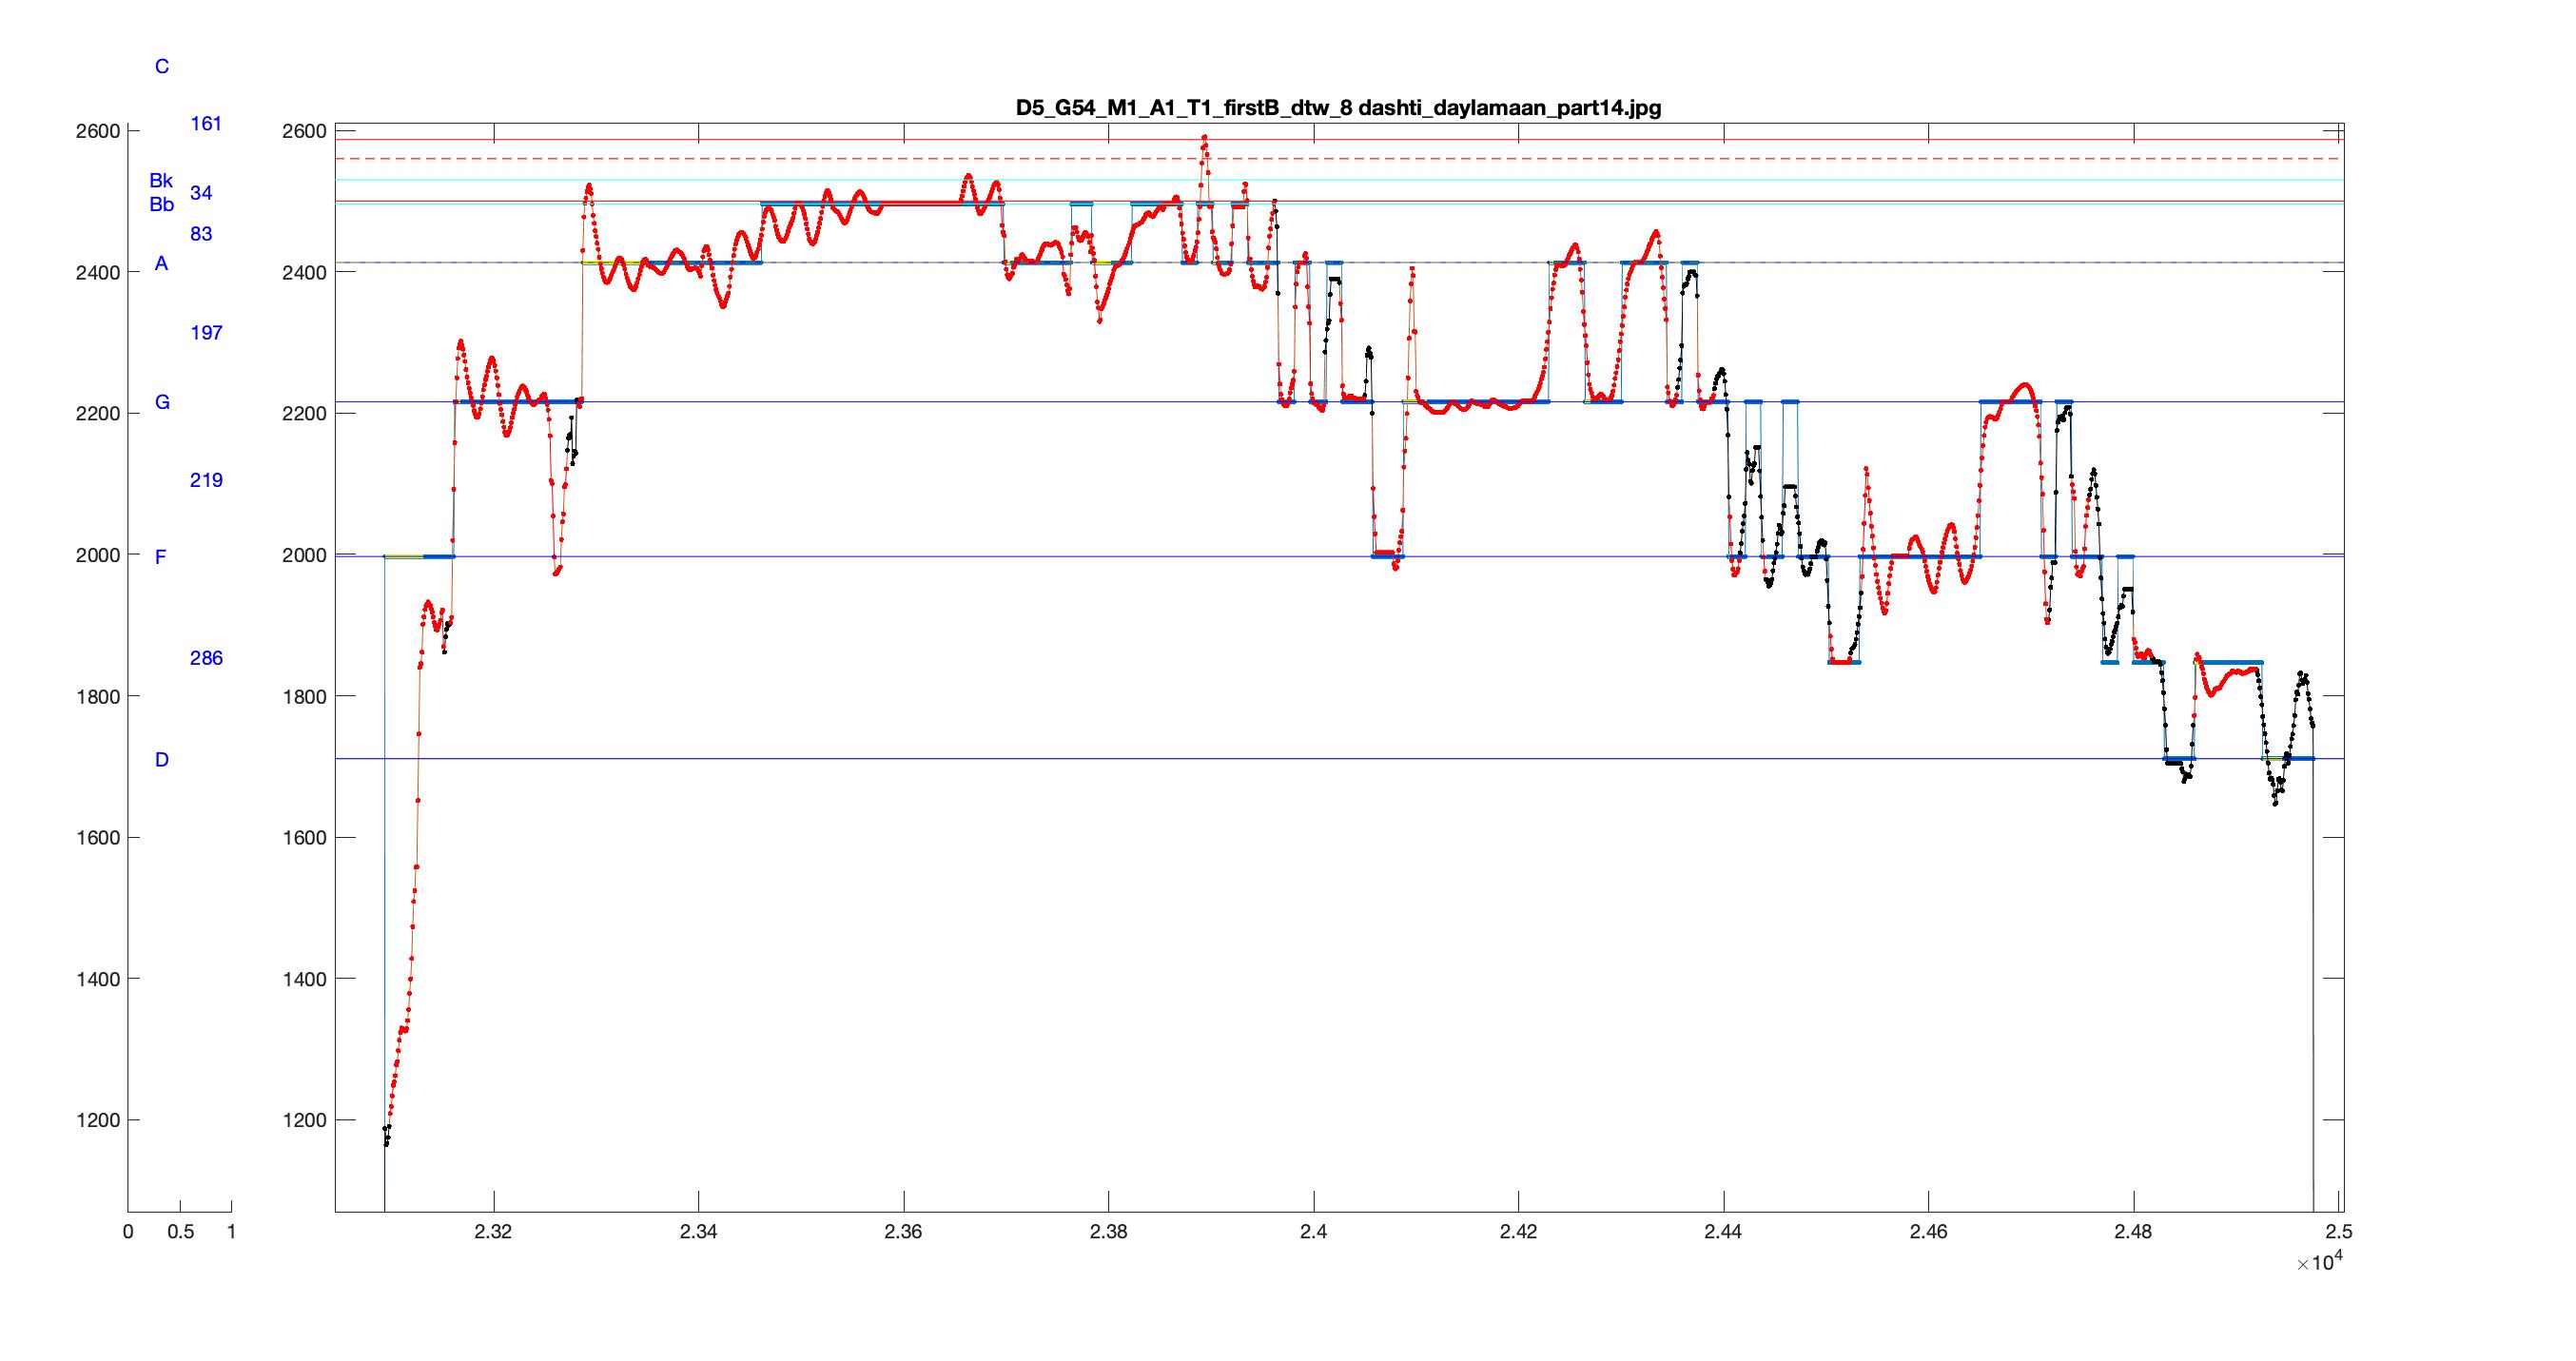 D5_G54_M1_A1_T1_firstB_dtw_8 dashti_daylamaan_part14.jpg
C
161
2600
2600
Bk
34
Bb
83
A
2400
2400
197
G
2200
2200
219
F
2000
2000
286
1800
1800
D
1600
1600
1400
1400
1200
1200
0 0.5 1
2.32 2.34 2.36 2.38 2.4 2.42 2.44 2.46 2.48 2.5
×10^4